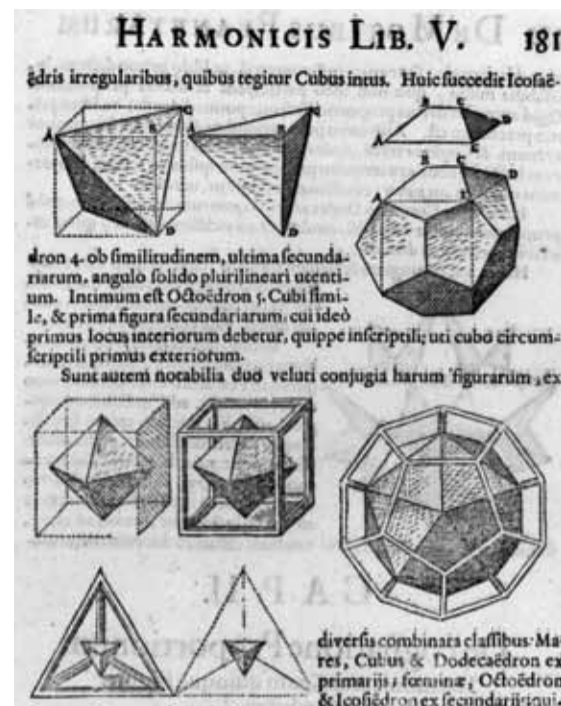 HARMONICIS LIB. V. 181
ëdris irregularibus, quibus tegitur Cubus intus. Huic succedit Icosaë-
A B C D
A B C D
B C D A E
B C D A E
dron 4. ob similitudinem, ultima secunda-
riarum, angulo solido plurilineari utenti-
um. Intimum est Octoëdron 5. Cubi simi-
le, & prima figura secundariarum, cui ideò
primus locus interiorum debetur, quippe inscriptili; uti cubo circum-
scriptili primus exteriorum.
Sunt autem notabilia duo veluti conjugia harum figurarum, ex
diversis combinata classibus: Ma-
res, Cubus & Dodecaëdron ex
primarijs; fœminæ, Octoëdron
& Icosiëdron ex secundarijs